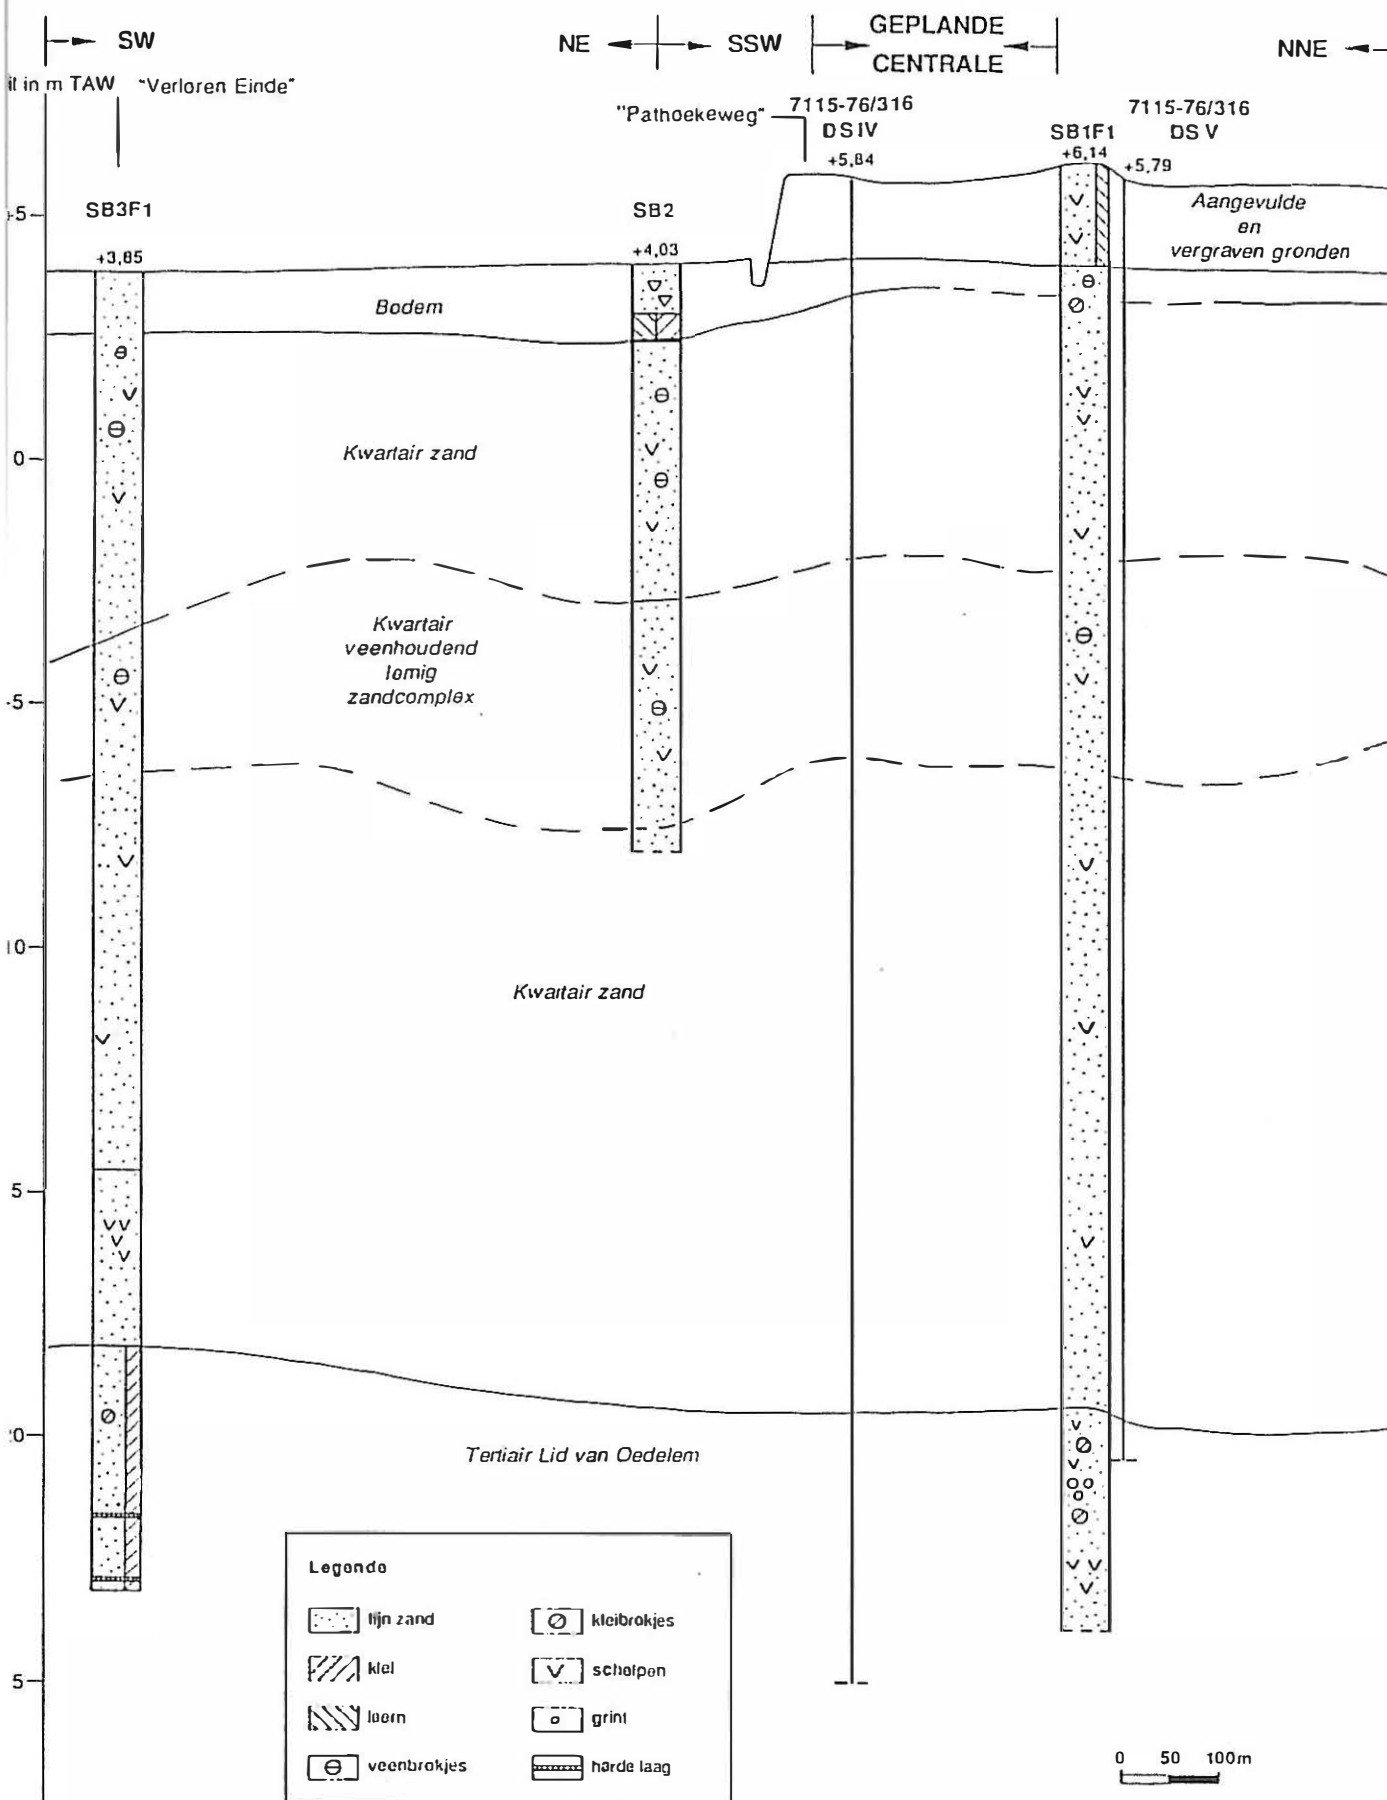 SW
NE
SSW
GEPLANDE
CENTRALE
NNE
in m TAW
"Verloren Einde"
"Pathoekeweg"
7115-76/316
DSIV
+5,84
SB1F1
+6,14
7115-76/316
DSV
+5,79
SB3F1
+3,85
SB2
+4,03
Aangevulde
en
vergraven gronden
Bodem
Kwartair zand
Kwartair
veenhoudend
lemig
zandcomplex
Kwartair zand
Tertiair Lid van Oedelem
5
0
-5
10
5
0
5
Legende
fijn zand
klei
leem
veenbrokjes
kleibrokjes
schelpen
grint
harde laag
0 50 100m